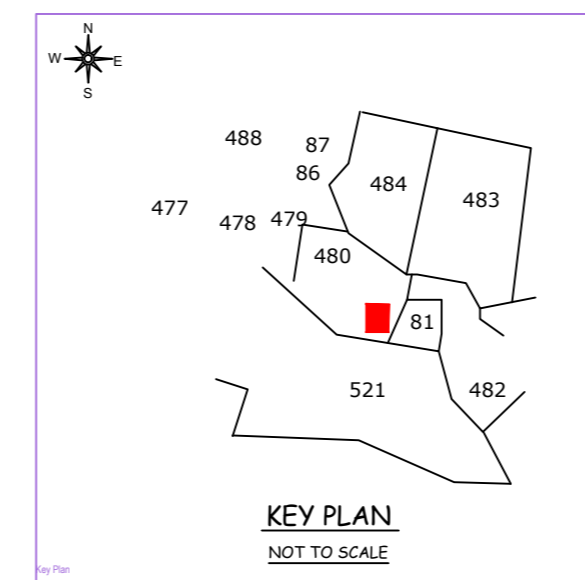 N
W E
S
488 87
86
484
483
477
478 479
480
81
521 482
KEY PLAN
NOT TO SCALE
Key Plan